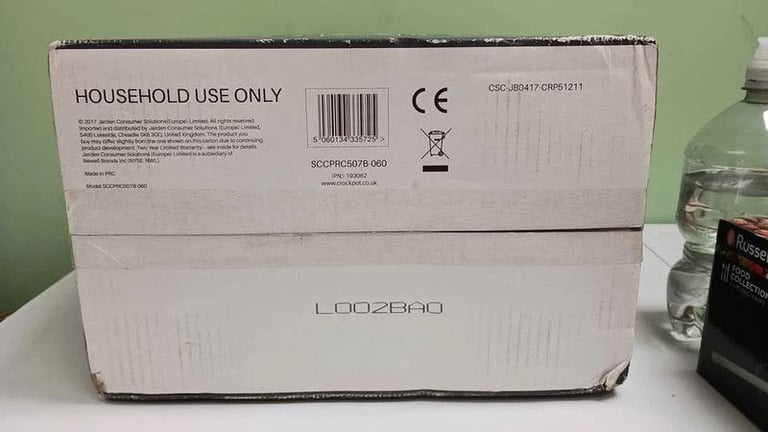 HOUSEHOLD USE ONLY
© 2017 Jarden Consumer Solutions (Europe) Limited. All rights reserved.
Imported and distributed by Jarden Consumer Solutions (Europe) Limited,
5400 Lakeside, Cheadle SK8 3GQ, United Kingdom. The product you
buy may differ slightly from the one shown on this carton due to continuing
product development. Two Year Limited Warranty - see inside for details.
Jarden Consumer Solutions (Europe) Limited is a subsidiary of
Newell Brands Inc (NYSE: NWL).
Made in PRC
Model SCCPRC507B-060
5 060134 335725 >
SCCPRC507B-060
(PN): 193062
www.crockpot.co.uk
CE
CSC-JB0417-CRP51211
L002BAO
Russel
FOOD
COLLECTION